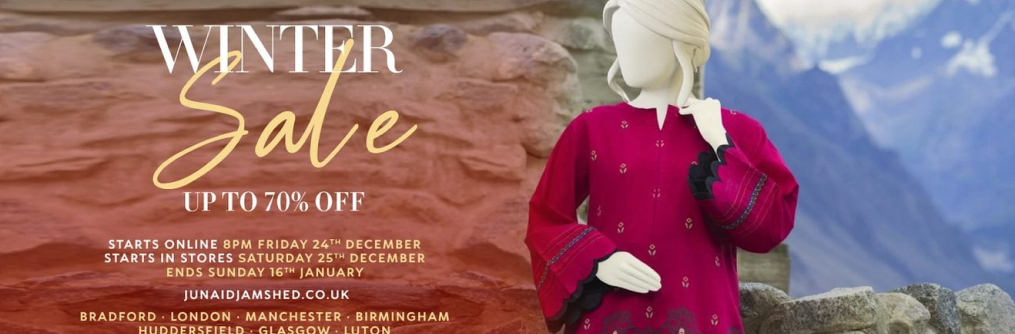 WINTER
Sale
UP TO 70% OFF
STARTS ONLINE 8PM FRIDAY 24TH DECEMBER
STARTS IN STORES SATURDAY 25TH DECEMBER
ENDS SUNDAY 16TH JANUARY
JUNAIDJAMSHED.CO.UK
BRADFORD · LONDON · MANCHESTER · BIRMINGHAM
HUDDERSFIELD · GLASGOW · LUTON